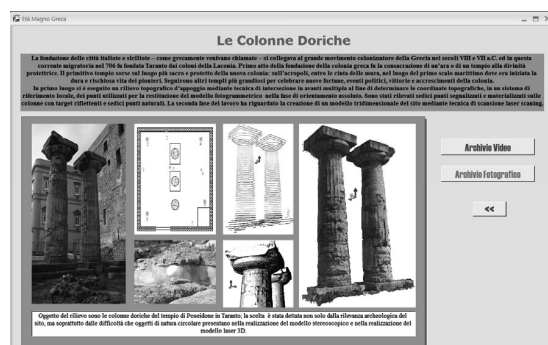 Età Magno Greca
Le Colonne Doriche
La fondazione delle città italiote e siciliote – come grecamente venivano chiamate – si collegava al grande movimento colonizzatore della Grecia nei secoli VIII e VII a.C. ed in questa
corrente migratoria nel 706 fu fondata Taranto dai coloni della Laconia. Primo atto della fondazione della colonia greca fu la consacrazione di un'ara o di un tempio alla divinità
protettrice. Il primitivo tempio sorse sul luogo più sacro e protetto della nuova colonia: sull'acropoli, entro le cinta delle mura, nel luogo del primo scalo marittimo dove era iniziata la
dura e rischiosa vita dei pionieri. Seguirono altri templi più grandiosi per celebrare nuove fortune, eventi politici, vittorie e accrescimenti della colonia.
In primo luogo si è eseguito un rilievo topografico d'appoggio mediante tecnica di intersezione in avanti multipla al fine di determinare le coordinate topografiche, in un sistema di
riferimento locale, dei punti utilizzati per la restituzione del modello fotogrammetrico nella fase di orientamento assoluto. Sono stati rilevati sedici punti segnalizzati e materializzati sulle
colonne con target riflettenti e sedici punti naturali. La seconda fase del lavoro ha riguardato la creazione di un modello tridimensionale del sito mediante tecnica di scansione laser scaning.
Archivio Video
Archivio Fotografico
<<
Oggetto del rilievo sono le colonne doriche del tempio di Poseidone in Taranto; la scelta è stata dettata non solo dalla rilevanza archeologica del
sito, ma soprattutto dalle difficoltà che oggetti di natura circolare presentano nella realizzazione del modello stereoscopico e nella realizzazione del
modello laser 3D.